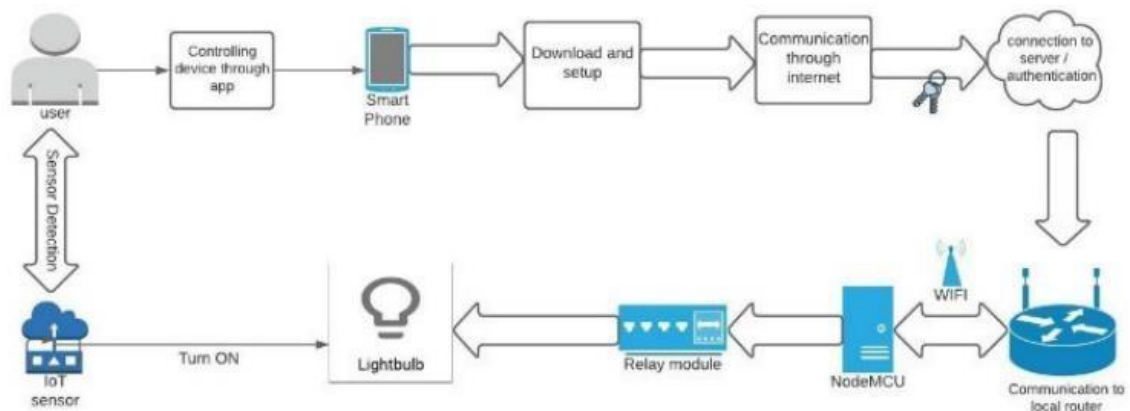 user
Controlling
device through
app
Smart
Phone
Download and
setup
Communication
through
internet
connection to
server /
authentication
Sensor Detection
IoT
sensor
Turn ON
Lightbulb
Relay module
NodeMCU
WIFI
Communication to
local router